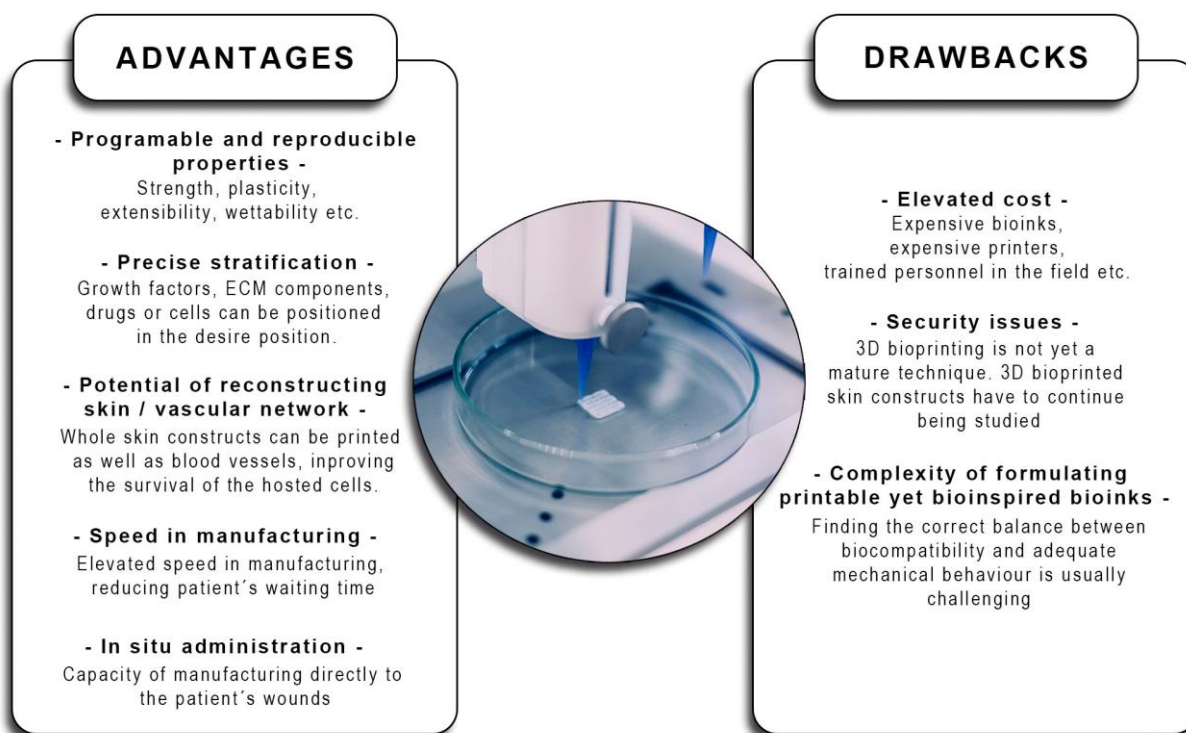 ADVANTAGES
- Programable and reproducible
properties -
Strength, plasticity,
extensibility, wettability etc.
- Precise stratification -
Growth factors, ECM components,
drugs or cells can be positioned
in the desire position.
- Potential of reconstructing
skin / vascular network -
Whole skin constructs can be printed
as well as blood vessels, inproving
the survival of the hosted cells.
- Speed in manufacturing -
Elevated speed in manufacturing,
reducing patient´s waiting time
- In situ administration -
Capacity of manufacturing directly to
the patient´s wounds
DRAWBACKS
- Elevated cost -
Expensive bioinks,
expensive printers,
trained personnel in the field etc.
- Security issues -
3D bioprinting is not yet a
mature technique. 3D bioprinted
skin constructs have to continue
being studied
- Complexity of formulating
printable yet bioinspired bioinks -
Finding the correct balance between
biocompatibility and adequate
mechanical behaviour is usually
challenging